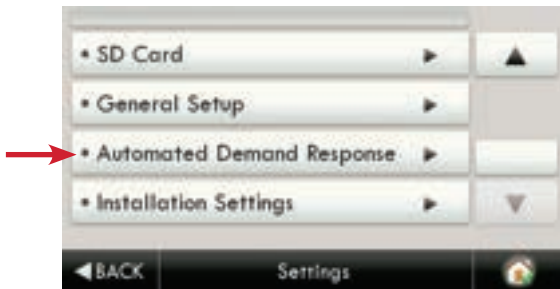 • SD Card
• General Setup
• Automated Demand Response
• Installation Settings
BACK Settings